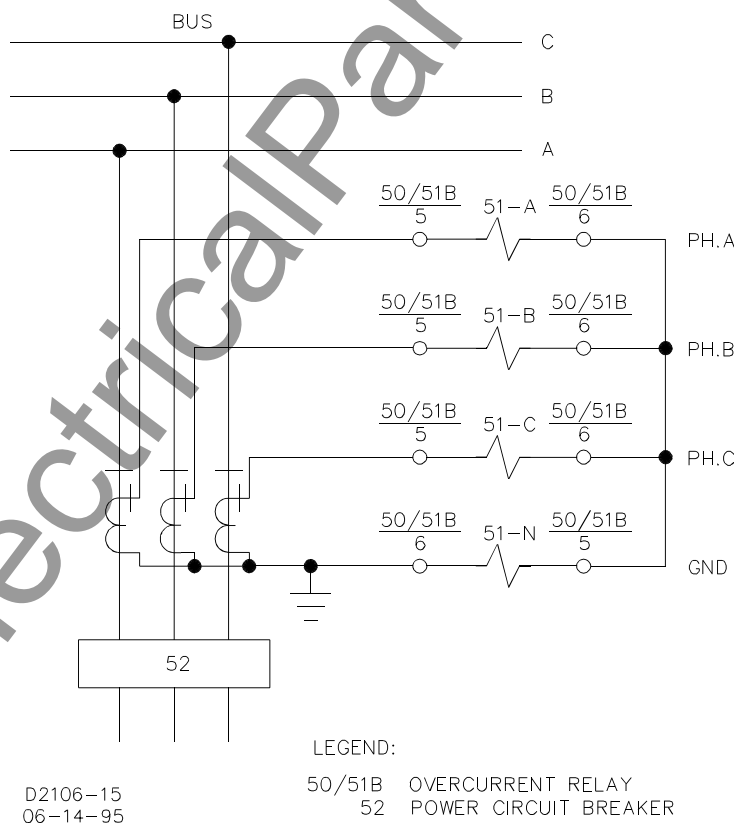 BUS
C
B
A
50/51B
5
51-A
50/51B
6
PH.A
50/51B
5
51-B
50/51B
6
PH.B
50/51B
5
51-C
50/51B
6
PH.C
50/51B
6
51-N
50/51B
5
GND
52
LEGEND:
50/51B OVERCURRENT RELAY
52 POWER CIRCUIT BREAKER
D2106-15
06-14-95
ectricalPar